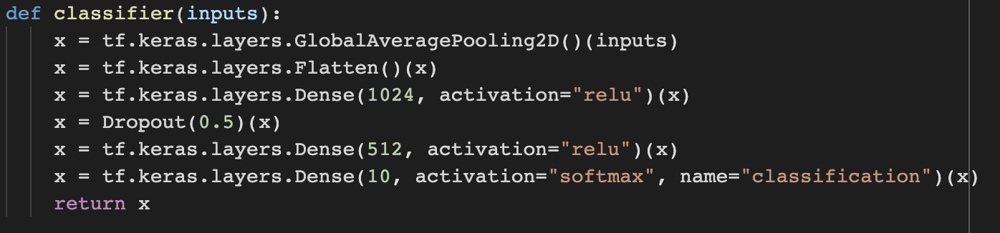 def classifier(inputs):
    x = tf.keras.layers.GlobalAveragePooling2D()(inputs)
    x = tf.keras.layers.Flatten()(x)
    x = tf.keras.layers.Dense(1024, activation="relu")(x)
    x = Dropout(0.5)(x)
    x = tf.keras.layers.Dense(512, activation="relu")(x)
    x = tf.keras.layers.Dense(10, activation="softmax", name="classification")(x)
    return x